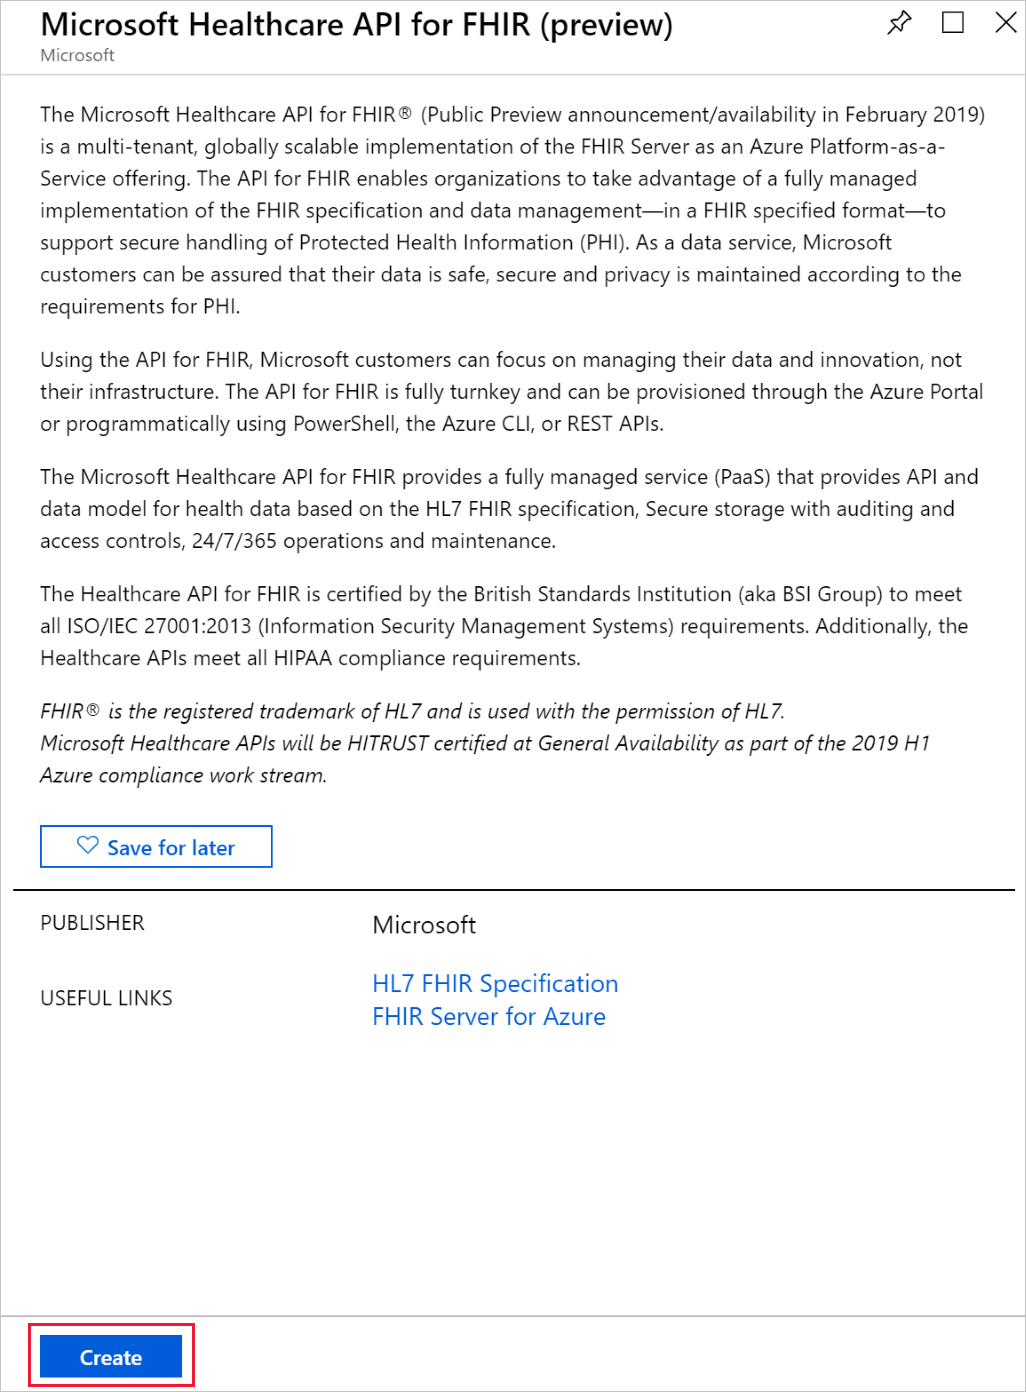 Microsoft Healthcare API for FHIR (preview)
Microsoft
The Microsoft Healthcare API for FHIR® (Public Preview announcement/availability in February 2019)
is a multi-tenant, globally scalable implementation of the FHIR Server as an Azure Platform-as-a-
Service offering. The API for FHIR enables organizations to take advantage of a fully managed
implementation of the FHIR specification and data management—in a FHIR specified format—to
support secure handling of Protected Health Information (PHI). As a data service, Microsoft
customers can be assured that their data is safe, secure and privacy is maintained according to the
requirements for PHI.
Using the API for FHIR, Microsoft customers can focus on managing their data and innovation, not
their infrastructure. The API for FHIR is fully turnkey and can be provisioned through the Azure Portal
or programmatically using PowerShell, the Azure CLI, or REST APIs.
The Microsoft Healthcare API for FHIR provides a fully managed service (PaaS) that provides API and
data model for health data based on the HL7 FHIR specification, Secure storage with auditing and
access controls, 24/7/365 operations and maintenance.
The Healthcare API for FHIR is certified by the British Standards Institution (aka BSI Group) to meet
all ISO/IEC 27001:2013 (Information Security Management Systems) requirements. Additionally, the
Healthcare APIs meet all HIPAA compliance requirements.
FHIR® is the registered trademark of HL7 and is used with the permission of HL7.
Microsoft Healthcare APIs will be HITRUST certified at General Availability as part of the 2019 H1
Azure compliance work stream.
Save for later
PUBLISHER
Microsoft
USEFUL LINKS
HL7 FHIR Specification
FHIR Server for Azure
Create